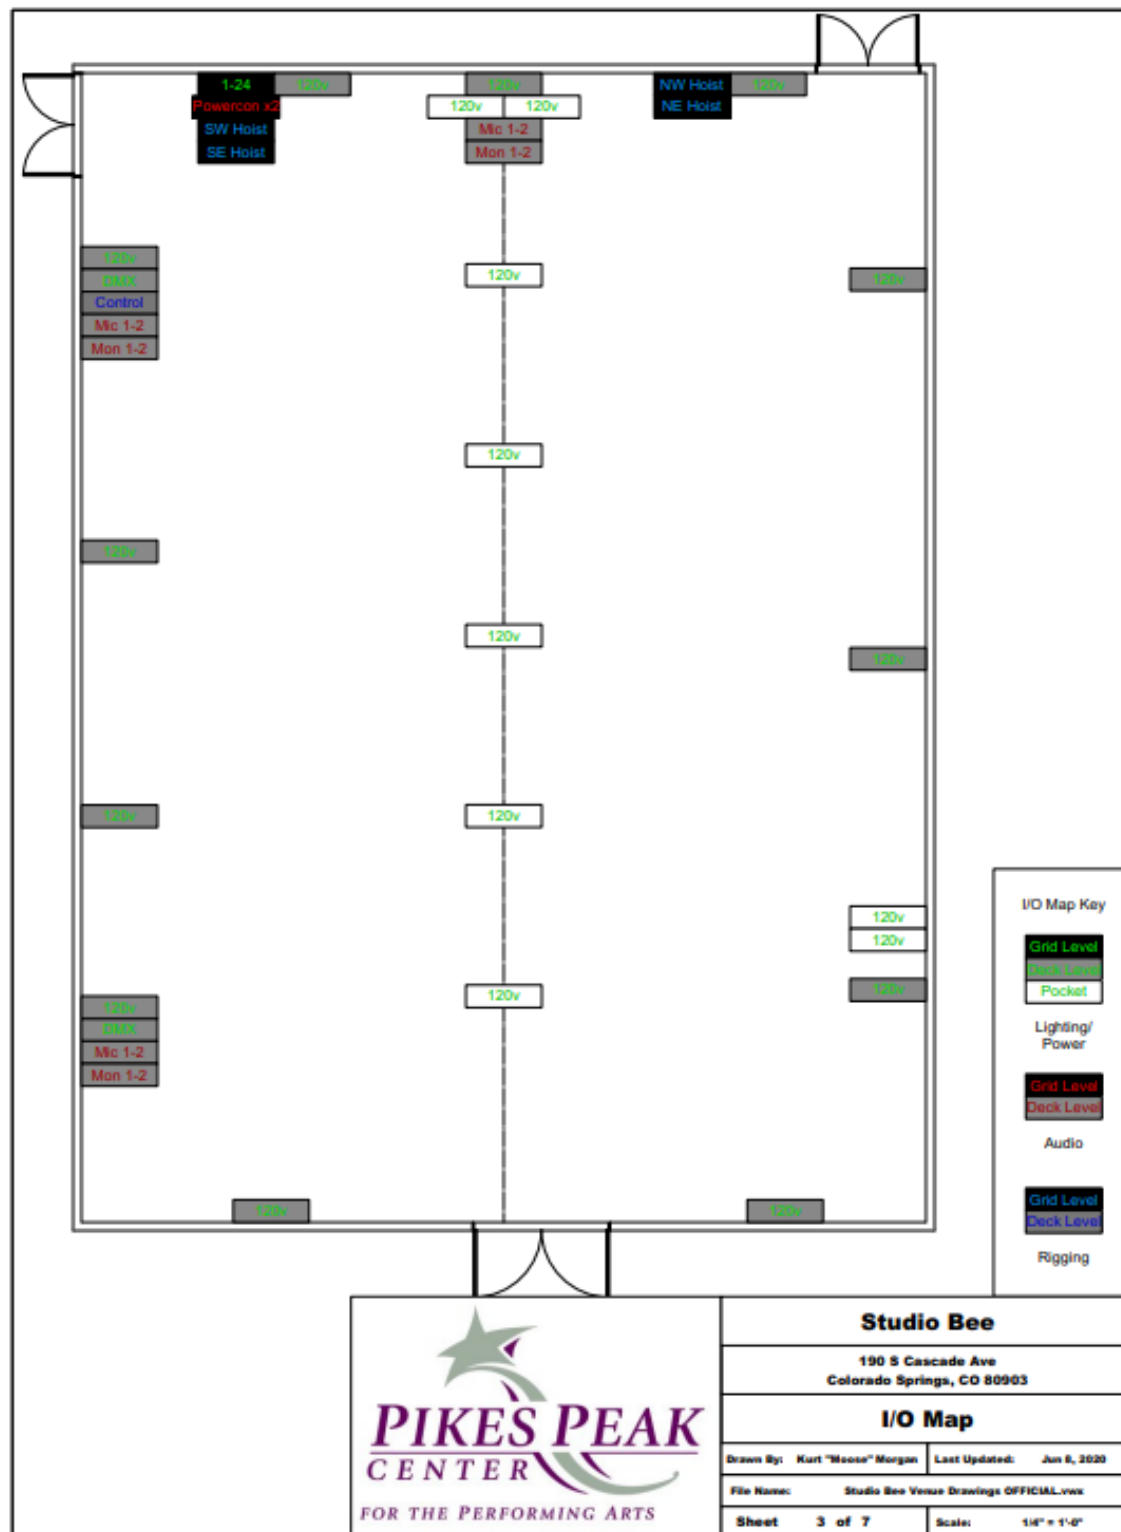 1-24 120v 120v NW Hoist 120v
Powercon x2 120v 120v NE Hoist
SW Hoist Mic 1-2
SE Hoist Mon 1-2
120v 120v 120v
DMX
Control
Mic 1-2
Mon 1-2
120v
120v
120v
120v
120v 120v
I/O Map Key
120v Grid Level
120v Deck Level
Pocket
120v 120v
120v
DMX Lighting/
Power
Mic 1-2
Mon 1-2 Grid Level
Deck Level
Audio
Grid Level
120v 120v Deck Level
Rigging
Studio Bee
190 S Cascade Ave
Colorado Springs, CO 80903
I/O Map
Drawn By: Kurt "Moose" Morgan Last Updated: Jun 8, 2020
File Name: Studio Bee Venue Drawings OFFICIAL.vwx
Sheet 3 of 7 Scale: 1/4" = 1'-0"
PIKES PEAK
CENTER
FOR THE PERFORMING ARTS